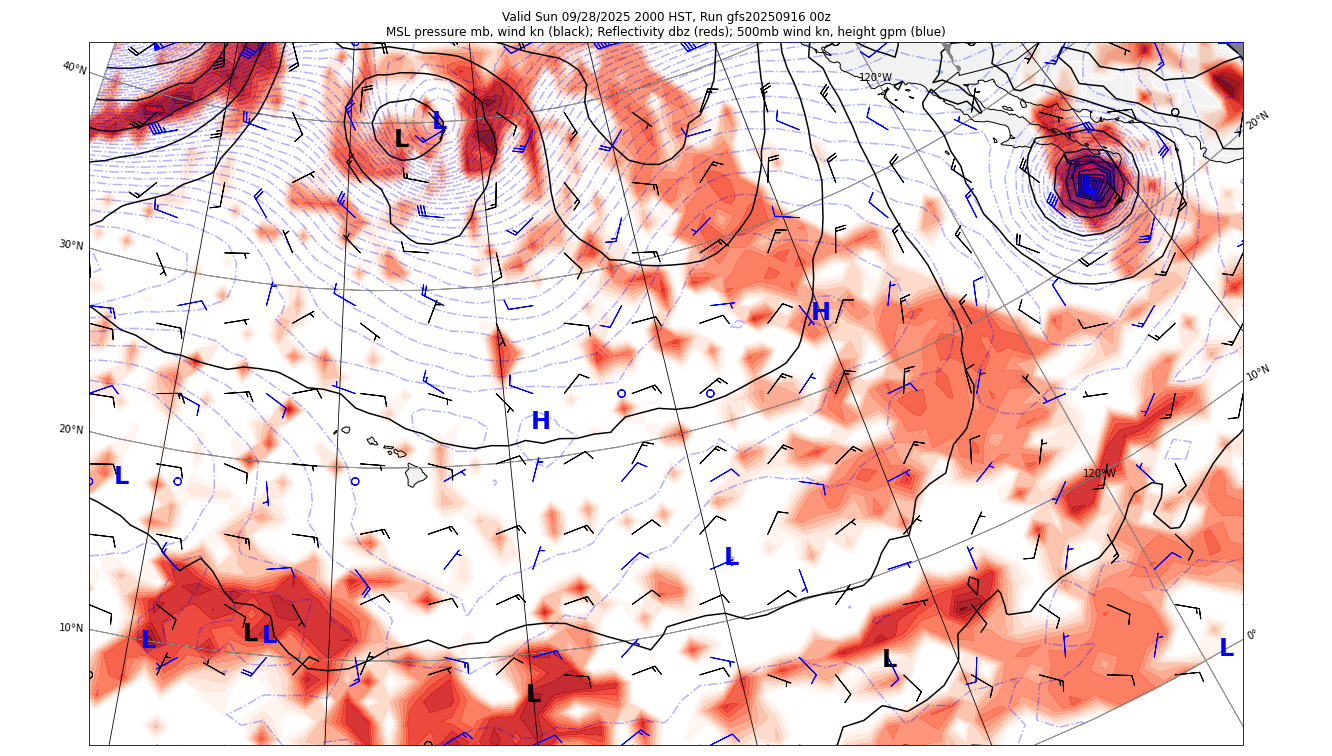 Valid Sun 09/28/2025 2000 HST, Run gfs20250916 00z
MSL pressure mb, wind kn (black); Reflectivity dbz (reds); 500mb wind kn, height gpm (blue)
40°N
120°W
20°N
L
L
L
30°N
H
10°N
20°N
H
L
120°W
L
10°N
L
L
L
0°
L
L
L